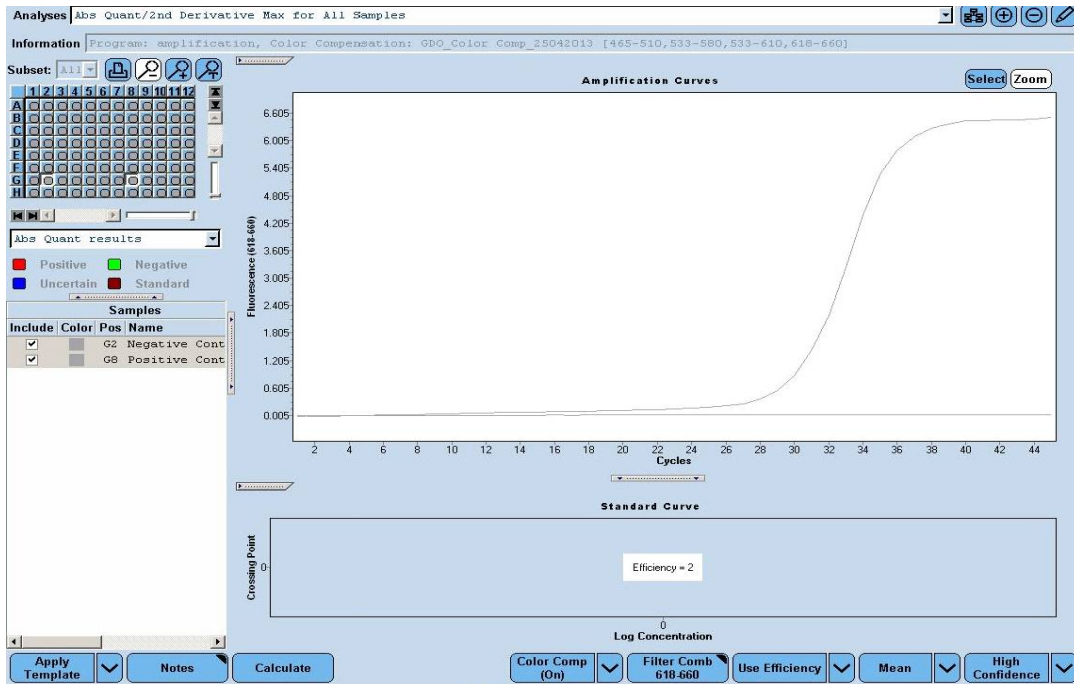 Analyses Abs Quant/2nd Derivative Max for All Samples
Information Program: amplification, Color Compensation: GDO_Color Comp_25042013 [465-510,533-580,533-610,618-660]
Subset: All
1 2 3 4 5 6 7 8 9 10 11 12
A
B
C
D
E
F
G
H
Abs Quant results
Positive Negative
Uncertain Standard
Samples
Include Color Pos Name
G2 Negative Cont
G8 Positive Cont
Amplification Curves
Select Zoom
Fluorescence (618-660)
6.605
6.005
5.405
4.805
4.205
3.605
3.005
2.405
1.805
1.205
0.605
0.005
2 4 6 8 10 12 14 16 18 20 22 24 26 28 30 32 34 36 38 40 42 44
Cycles
Standard Curve
Crossing Point
0
Efficiency = 2
0
Log Concentration
Apply Template
Notes
Calculate
Color Comp (On)
Filter Comb 618-660
Use Efficiency
Mean
High Confidence